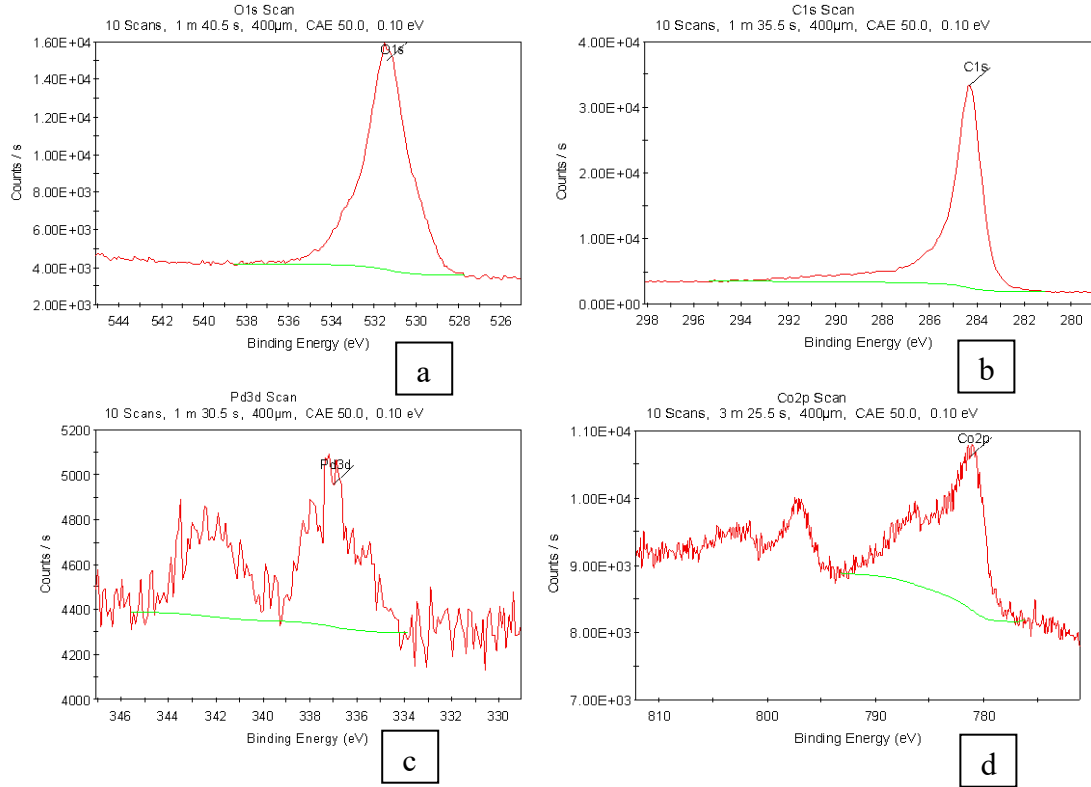 O1s Scan
10 Scans, 1 m 40.5 s, 400µm, CAE 50.0, 0.10 eV
1.60E+04
1.40E+04
1.20E+04
1.00E+04
8.00E+03
6.00E+03
4.00E+03
2.00E+03
Counts / s
O1s
544 542 540 538 536 534 532 530 528 526
Binding Energy (eV)
a
C1s Scan
10 Scans, 1 m 35.5 s, 400µm, CAE 50.0, 0.10 eV
4.00E+04
3.00E+04
2.00E+04
1.00E+04
0.00E+00
Counts / s
C1s
298 296 294 292 290 288 286 284 282 280
Binding Energy (eV)
b
Pd3d Scan
10 Scans, 1 m 30.5 s, 400µm, CAE 50.0, 0.10 eV
5200
5000
4800
4600
4400
4200
4000
Counts / s
Pd3d
346 344 342 340 338 336 334 332 330
Binding Energy (eV)
c
Co2p Scan
10 Scans, 3 m 25.5 s, 400µm, CAE 50.0, 0.10 eV
1.10E+04
1.00E+04
9.00E+03
8.00E+03
7.00E+03
Counts / s
Co2p
810 800 790 780
Binding Energy (eV)
d